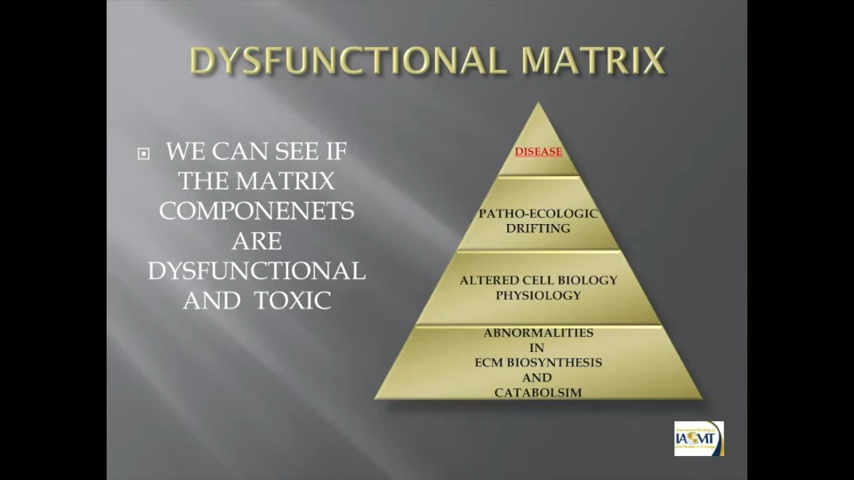 DYSFUNCTIONAL MATRIX
WE CAN SEE IF
THE MATRIX
COMPONENETS
ARE
DYSFUNCTIONAL
AND TOXIC
DISEASE
PATHO-ECOLOGIC
DRIFTING
ALTERED CELL BIOLOGY
PHYSIOLOGY
ABNORMALITIES
IN
ECM BIOSYNTHESIS
AND
CATABOLSIM
IAOMT